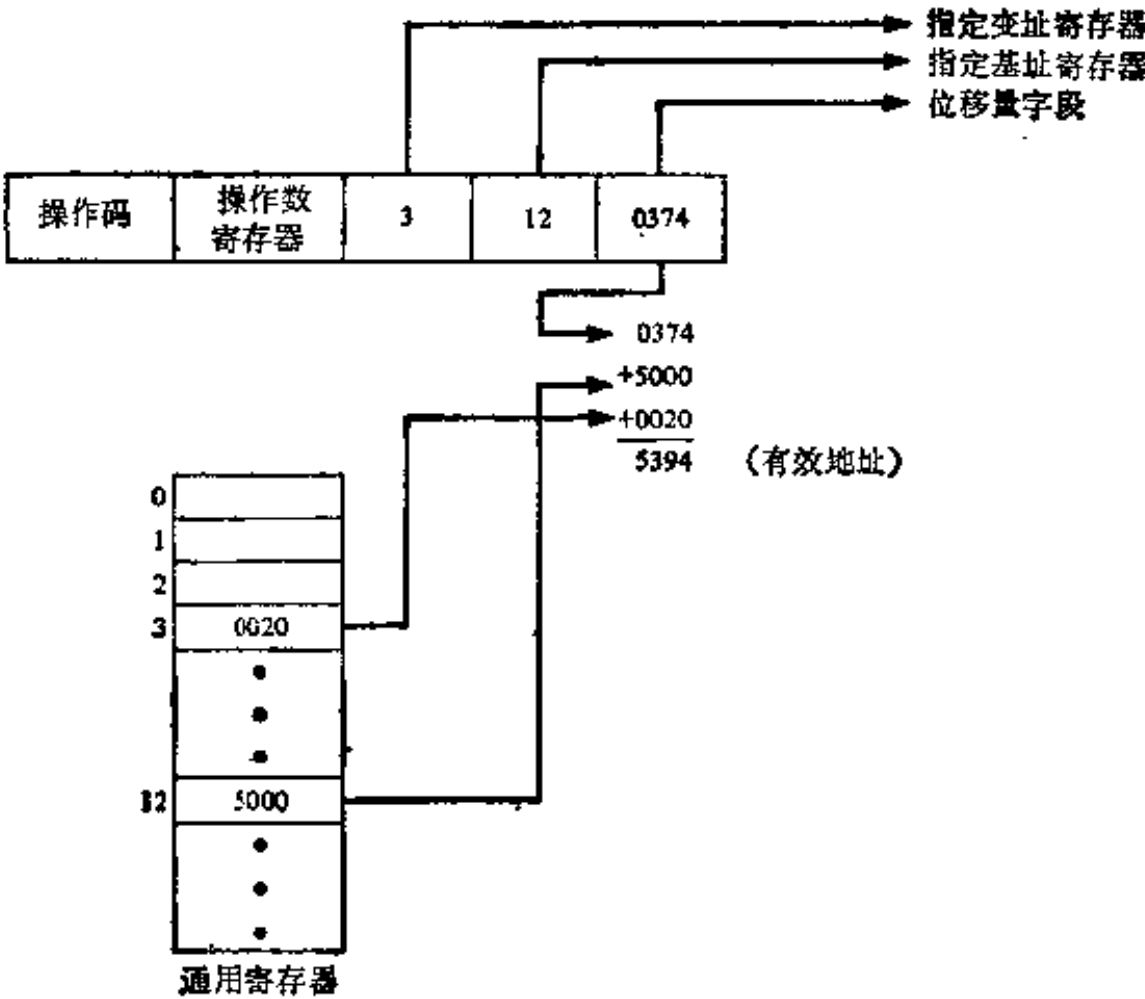 指定变址寄存器
指定基址寄存器
位移量字段
操作码
操作数
寄存器
3
12
0374
0374
+5000
+0020
5394 (有效地址)
0
1
2
3 0020
12 5000
通用寄存器